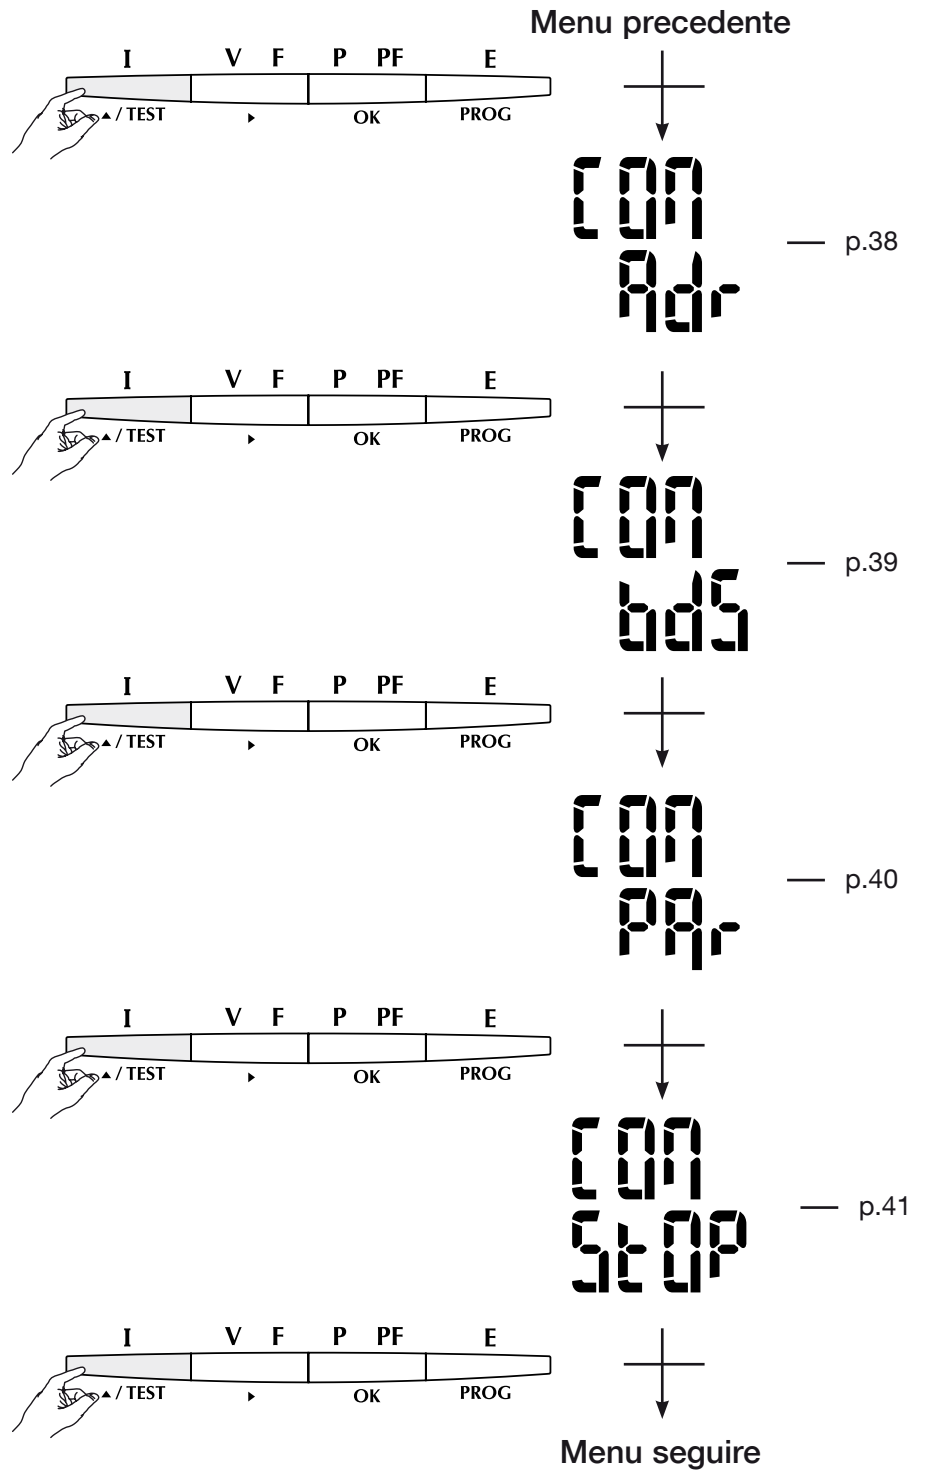 Menu precedente
I V F P PF E
▲ / TEST ▶ OK PROG
COM
Adr
p.38
I V F P PF E
▲ / TEST ▶ OK PROG
COM
bdS
p.39
I V F P PF E
▲ / TEST ▶ OK PROG
COM
PAr
p.40
I V F P PF E
▲ / TEST ▶ OK PROG
COM
StOP
p.41
I V F P PF E
▲ / TEST ▶ OK PROG
Menu seguire